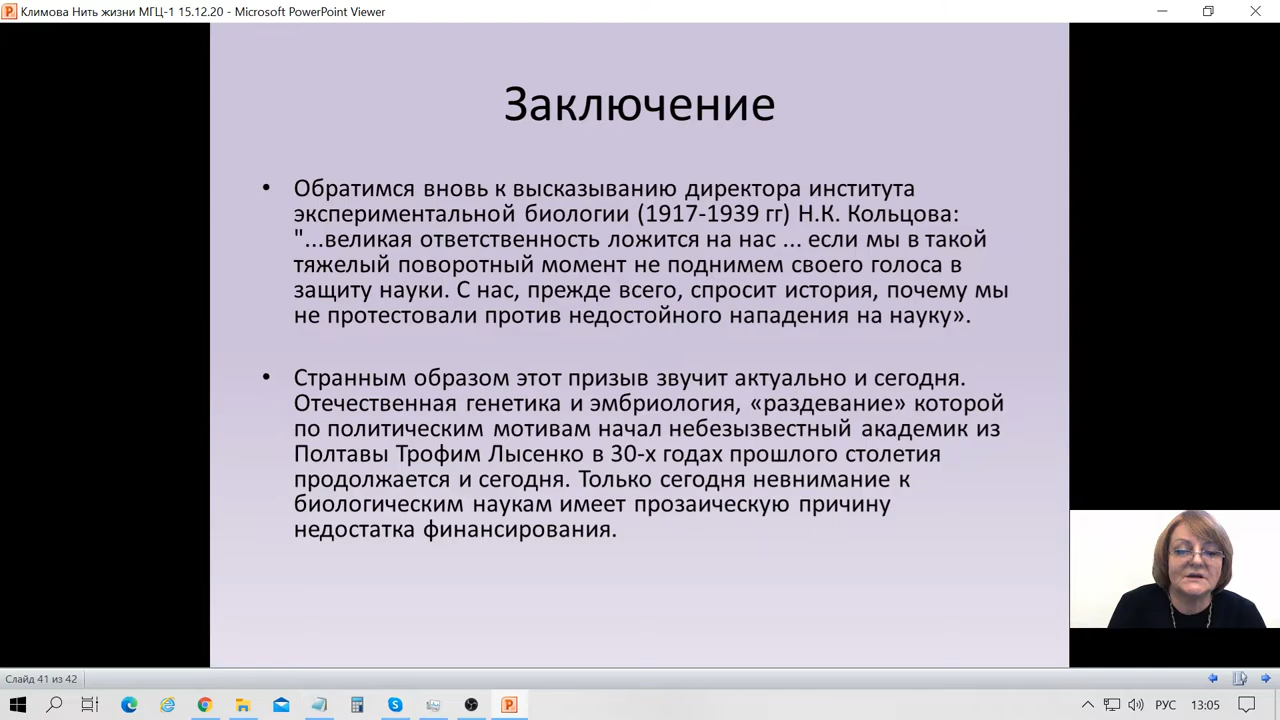 Климова Нить жизни МГЦ-1 15.12.20 - Microsoft PowerPoint Viewer
Заключение
• Обратимся вновь к высказыванию директора института
экспериментальной биологии (1917-1939 гг) Н.К. Кольцова:
"...великая ответственность ложится на нас ... если мы в такой
тяжелый поворотный момент не поднимем своего голоса в
защиту науки. С нас, прежде всего, спросит история, почему мы
не протестовали против недостойного нападения на науку».
• Странным образом этот призыв звучит актуально и сегодня.
Отечественная генетика и эмбриология, «раздевание» которой
по политическим мотивам начал небезызвестный академик из
Полтавы Трофим Лысенко в 30-х годах прошлого столетия
продолжается и сегодня. Только сегодня невнимание к
биологическим наукам имеет прозаическую причину
недостатка финансирования.
Слайд 41 из 42
РУС 13:05